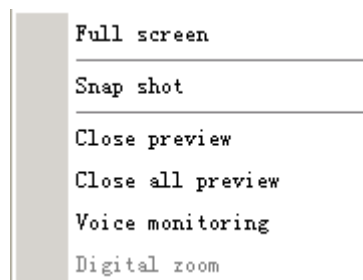 Full screen
Snap shot
Close preview
Close all preview
Voice monitoring
Digital zoom